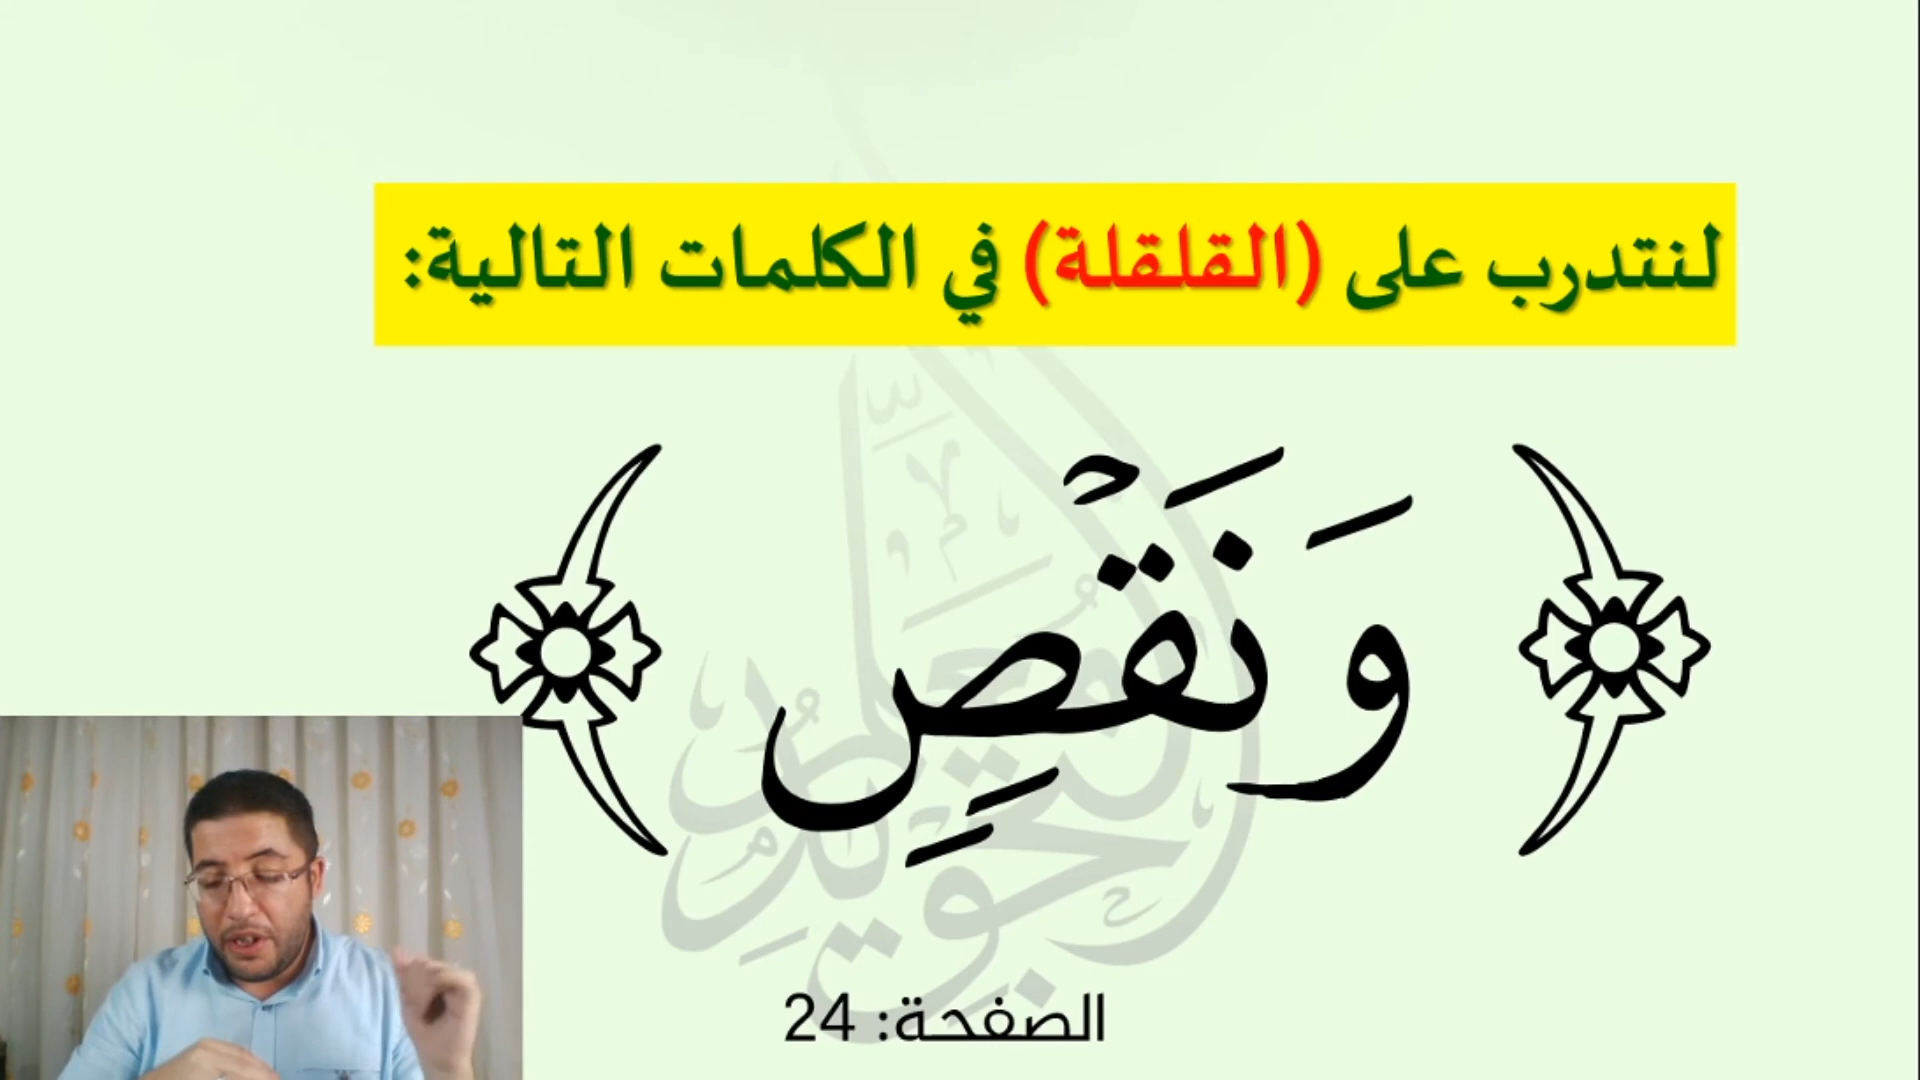 لنتدرب على (القلقلة) في الكلمات التالية:
﴿ وَنَقۡصٖ ﴾
الصفحة: 24